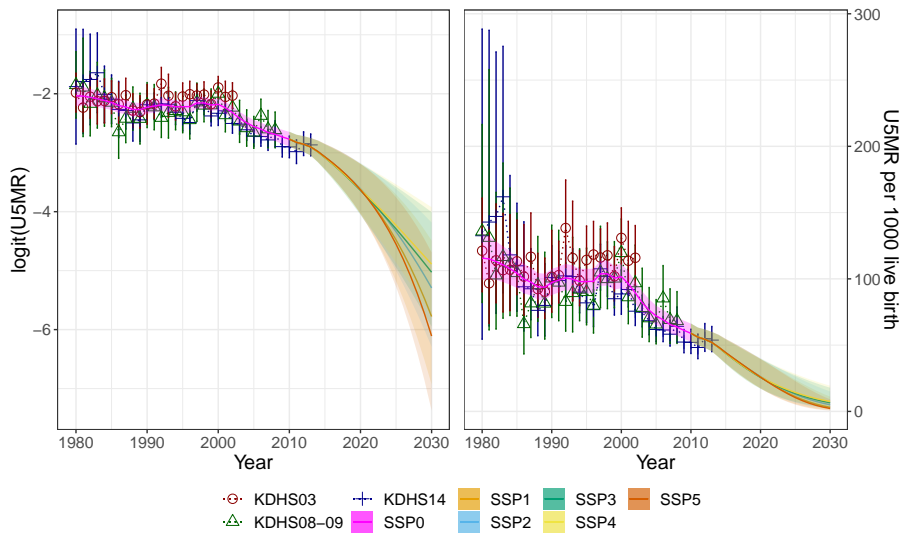 300
−2
200
−4
100
−6
0
logit(U5MR)
U5MR per 1000 live birth
1980 1990 2000 2010 2020 2030
1980 1990 2000 2010 2020 2030
Year
Year
KDHS03 KDHS14 SSP1 SSP3 SSP5
KDHS08−09 SSP0 SSP2 SSP4